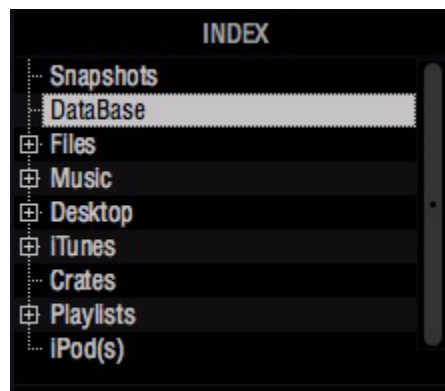 INDEX
Snapshots
DataBase
Files
Music
Desktop
iTunes
Crates
Playlists
iPod(s)